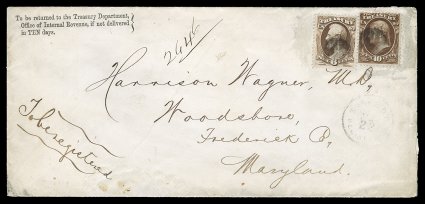 To be returned to the Treasury Department,
Office of Internal Revenue, if not delivered
in TEN days.
Harrison Wagner, M.D,
Woodsboro,
Frederick Co,
Maryland.
To be registered